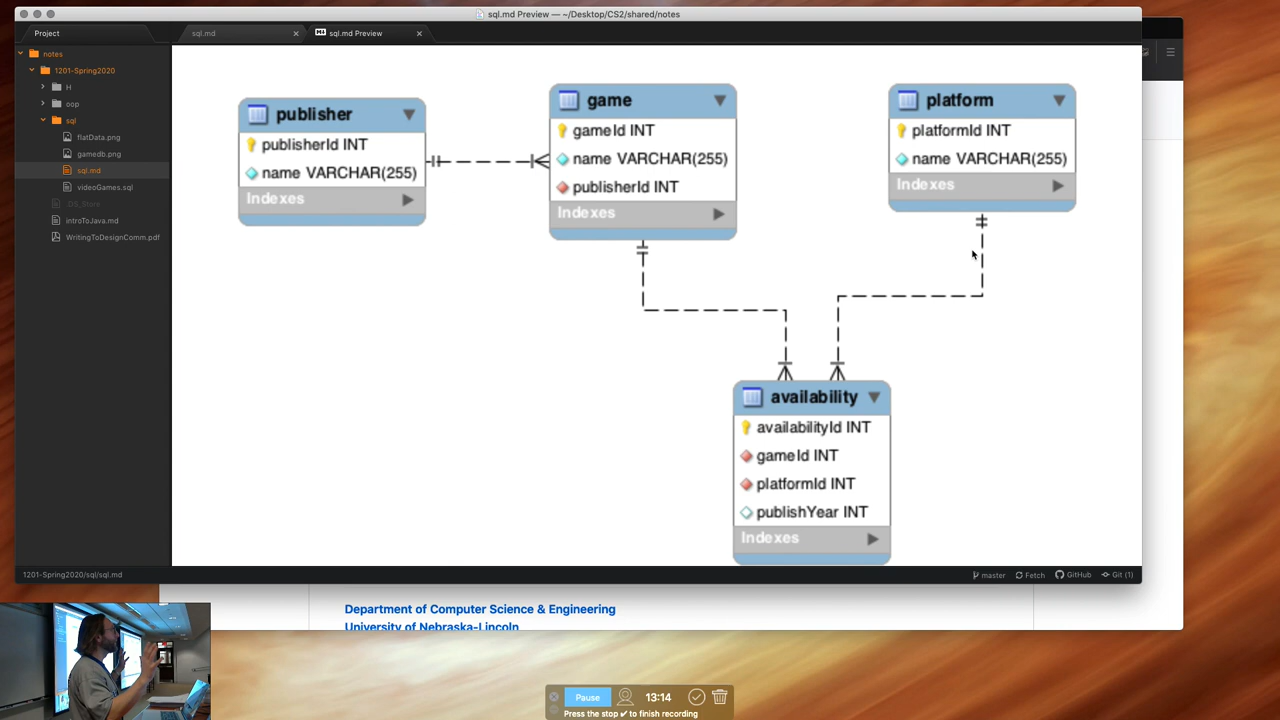 sql.md Preview — ~/Desktop/CS2/shared/notes
Project
sql.md
sql.md Preview
notes
1201-Spring2020
H
oop
sql
flatData.png
gamedb.png
sql.md
videoGames.sql
.DS_Store
introToJava.md
WritingToDesignComm.pdf
publisher
publisherId INT
name VARCHAR(255)
Indexes
game
gameId INT
name VARCHAR(255)
publisherId INT
Indexes
platform
platformId INT
name VARCHAR(255)
Indexes
availability
availabilityId INT
gameId INT
platformId INT
publishYear INT
Indexes
1201-Spring2020/sql/sql.md
master
Fetch
GitHub
Git (1)
Department of Computer Science & Engineering
University of Nebraska-Lincoln
Pause
13:14
Press the stop ✔ to finish recording